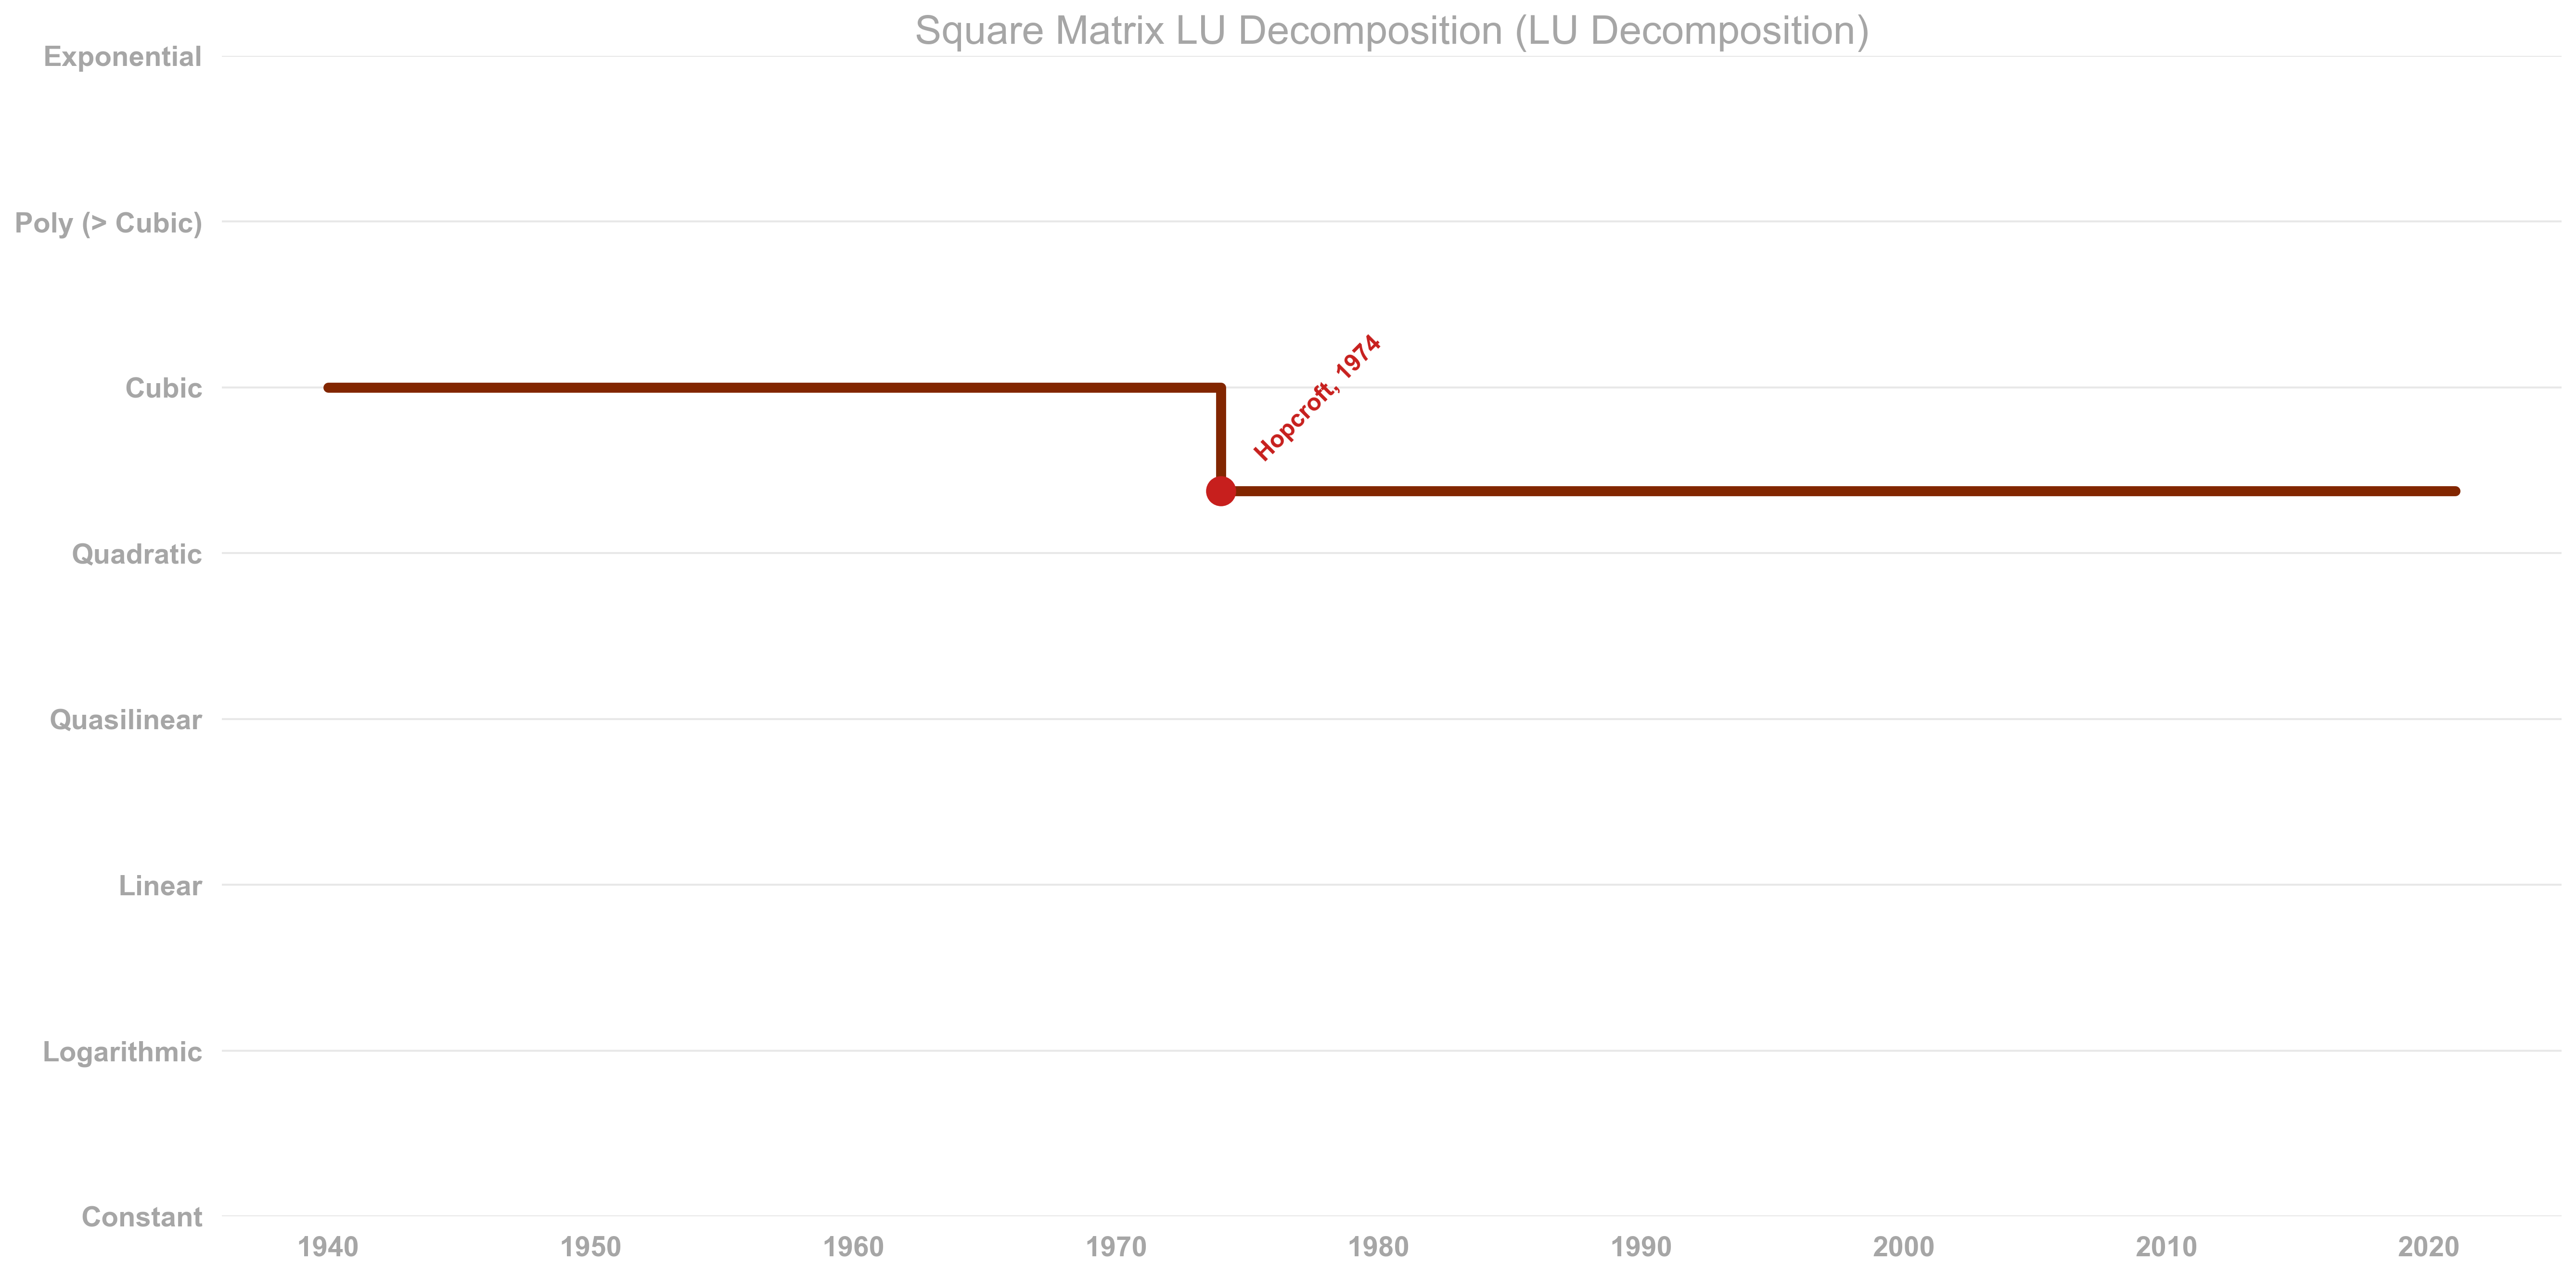 Square Matrix LU Decomposition (LU Decomposition)
Exponential
Poly (> Cubic)
Cubic
Quadratic
Quasilinear
Linear
Logarithmic
Constant
Hopcroft, 1974
1940 1950 1960 1970 1980 1990 2000 2010 2020